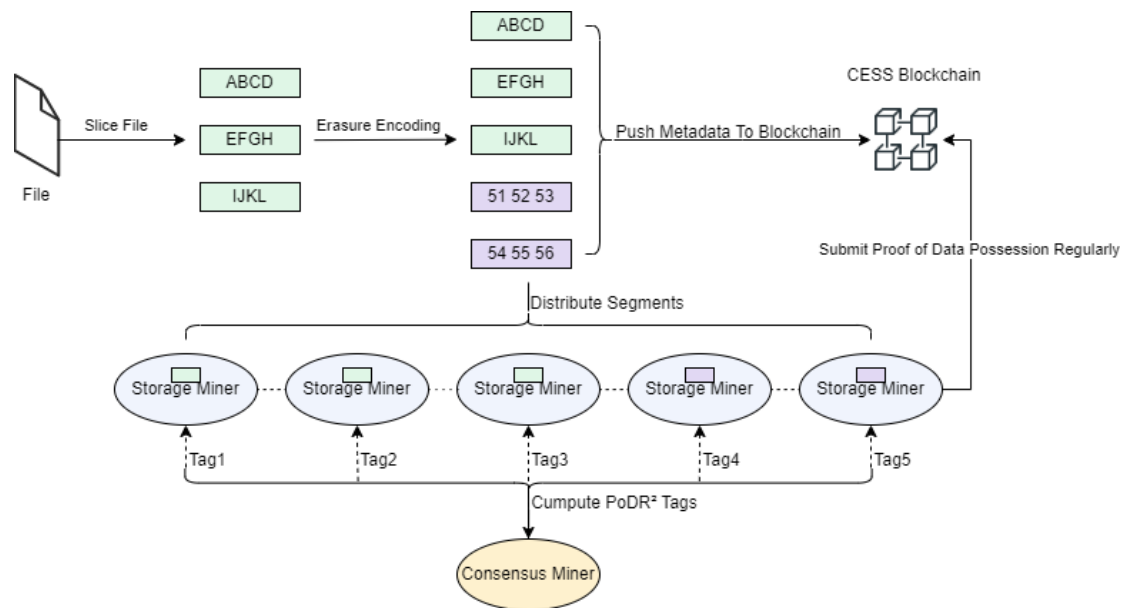 ABCD
CESS Blockchain
ABCD
EFGH
Slice File
EFGH
Erasure Encoding
IJKL
Push Metadata To Blockchain
File
IJKL
51 52 53
54 55 56
Submit Proof of Data Possession Regularly
Distribute Segments
Storage Miner
Storage Miner
Storage Miner
Storage Miner
Storage Miner
Tag1
Tag2
Tag3
Tag4
Tag5
Cumpute PoDR² Tags
Consensus Miner